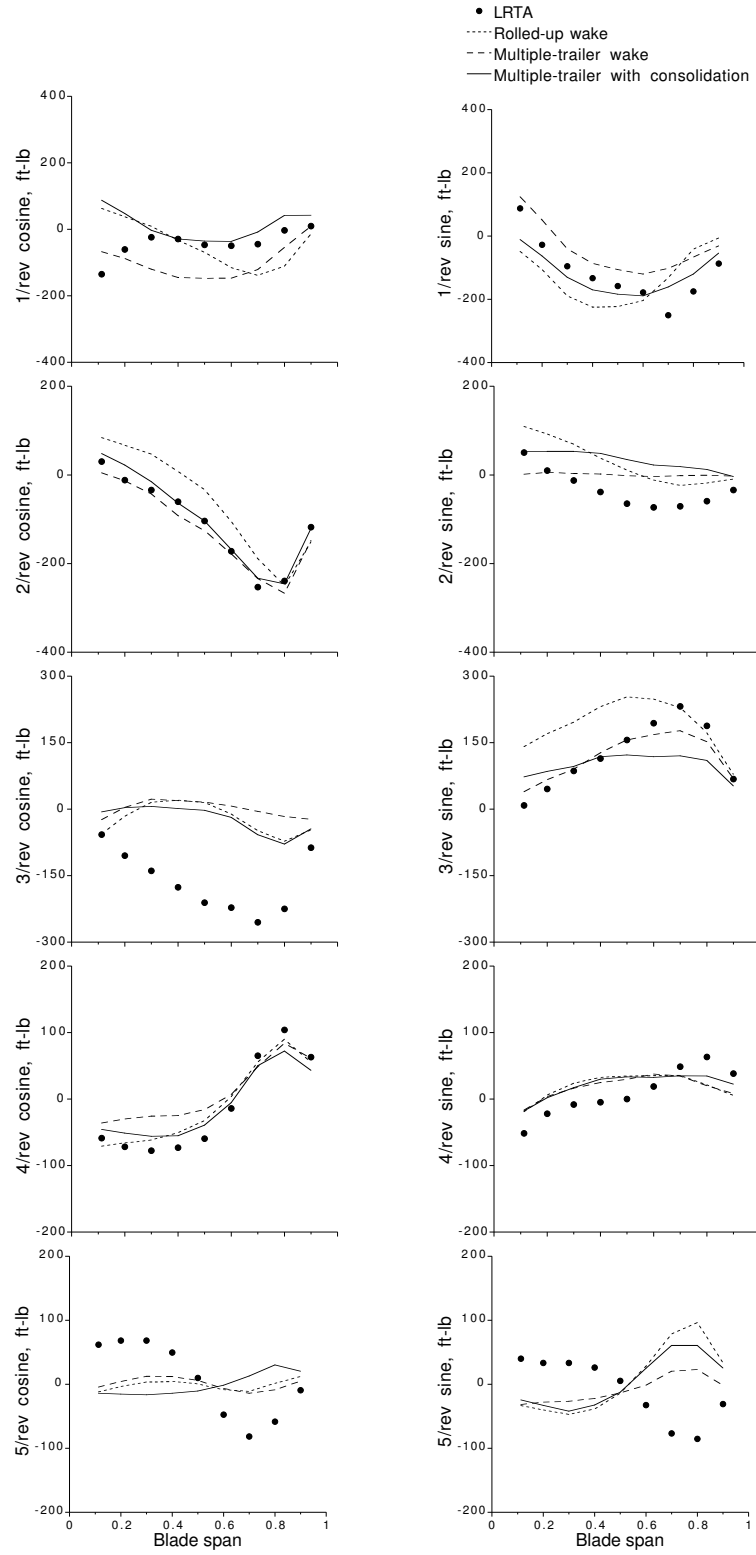 LRTA
Rolled-up wake
Multiple-trailer wake
Multiple-trailer with consolidation
400
200
0
-200
-400
1/rev cosine, ft-lb
400
200
0
-200
-400
1/rev sine, ft-lb
200
0
-200
-400
2/rev cosine, ft-lb
200
0
-200
-400
2/rev sine, ft-lb
300
150
0
-150
-300
3/rev cosine, ft-lb
300
150
0
-150
-300
3/rev sine, ft-lb
200
100
0
-100
-200
4/rev cosine, ft-lb
200
100
0
-100
-200
4/rev sine, ft-lb
200
100
0
-100
-200
5/rev cosine, ft-lb
0 0.2 0.4 0.6 0.8 1
Blade span
200
100
0
-100
-200
5/rev sine, ft-lb
0 0.2 0.4 0.6 0.8 1
Blade span